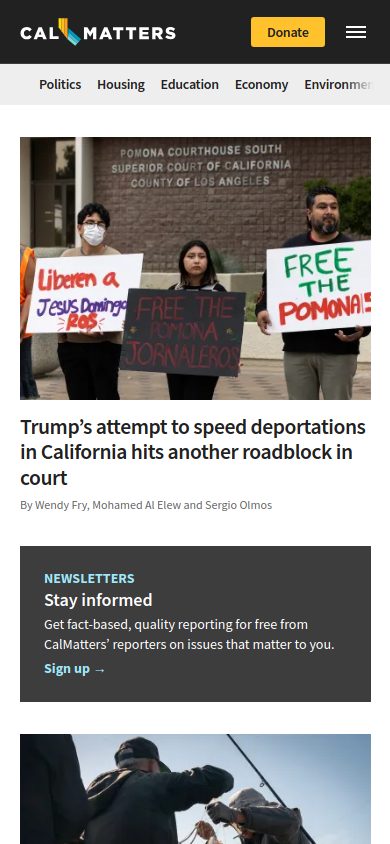 CAL MATTERS
Donate
Politics Housing Education Economy Environmen
POMONA COURTHOUSE SOUTH
SUPERIOR COURT OF CALIFORNIA
COUNTY OF LOS ANGELES
Liberen a
Jesus Domingo
Ros
FREE THE
POMONA
JORNALEROS
FREE
THE
POMONA15
Trump’s attempt to speed deportations
in California hits another roadblock in
court
By Wendy Fry, Mohamed Al Elew and Sergio Olmos
NEWSLETTERS
Stay informed
Get fact-based, quality reporting for free from
CalMatters’ reporters on issues that matter to you.
Sign up →